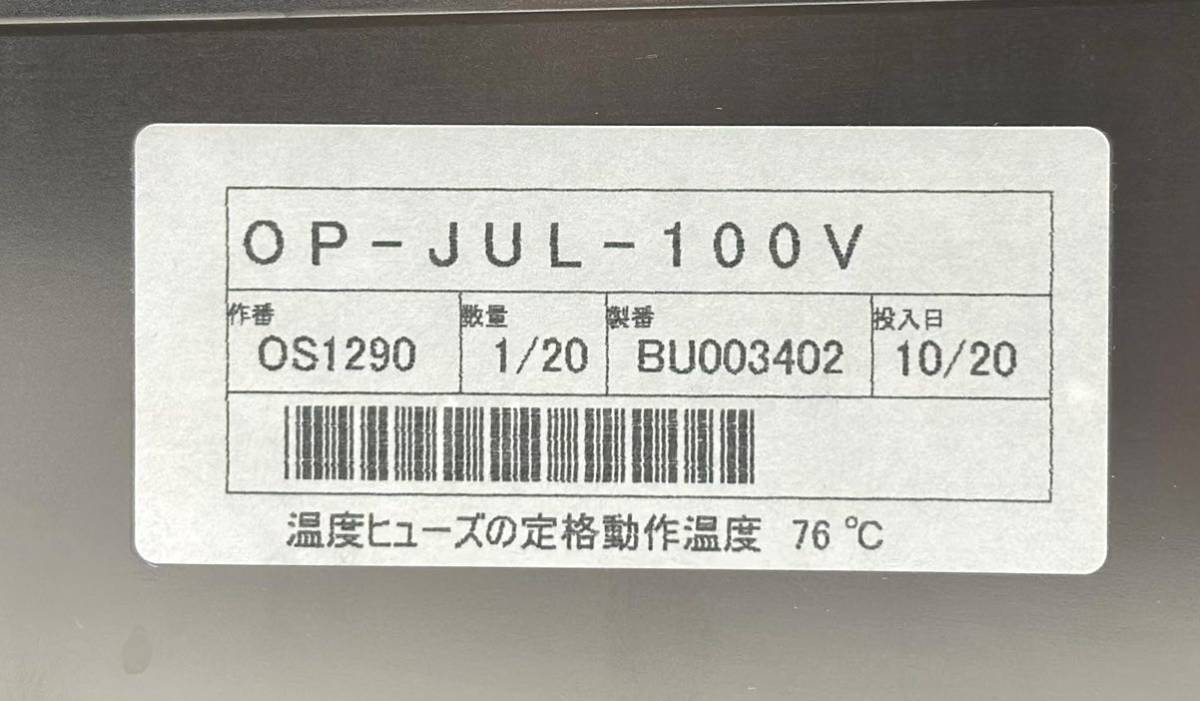 OP-JUL-100V
作番 数量 製番 投入日
OS1290 1/20 BU003402 10/20
温度ヒューズの定格動作温度 76 ℃